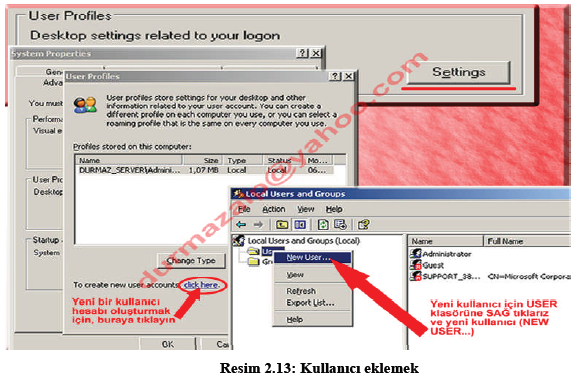 User Profiles
Desktop settings related to your logon
Settings
System Properties
Gen
Adva
You must
Performa
Visual e
User Pro
Desktop
Startup
System
User Profiles
User profiles store settings for your desktop and other
information related to your user account. You can create a
different profile on each computer you use, or you can select a
roaming profile that is the same on every computer you use.
Profiles stored on this computer:
Name Size Type Status Mo...
DURMAZ_SERVER\Admini... 1,07 MB Local Local 06...
Change Type
To create new user accounts, click here.
Yeni bir kullanıcı
hesabı oluşturmak
için, buraya tıklayın
OK
Local Users and Groups
File Action View Help
Local Users and Groups (Local)
Us
Gr
New User...
View
Refresh
Export List...
Help
Name Full Name
Administrator
Guest
SUPPORT_38... CN=Microsoft Corpora
Yeni kullanıcı için USER
klasörüne SAĞ tıklarız
ve yeni kullanıcı (NEW
USER...)
durmazalp@yahoo.com
Resim 2.13: Kullanıcı eklemek